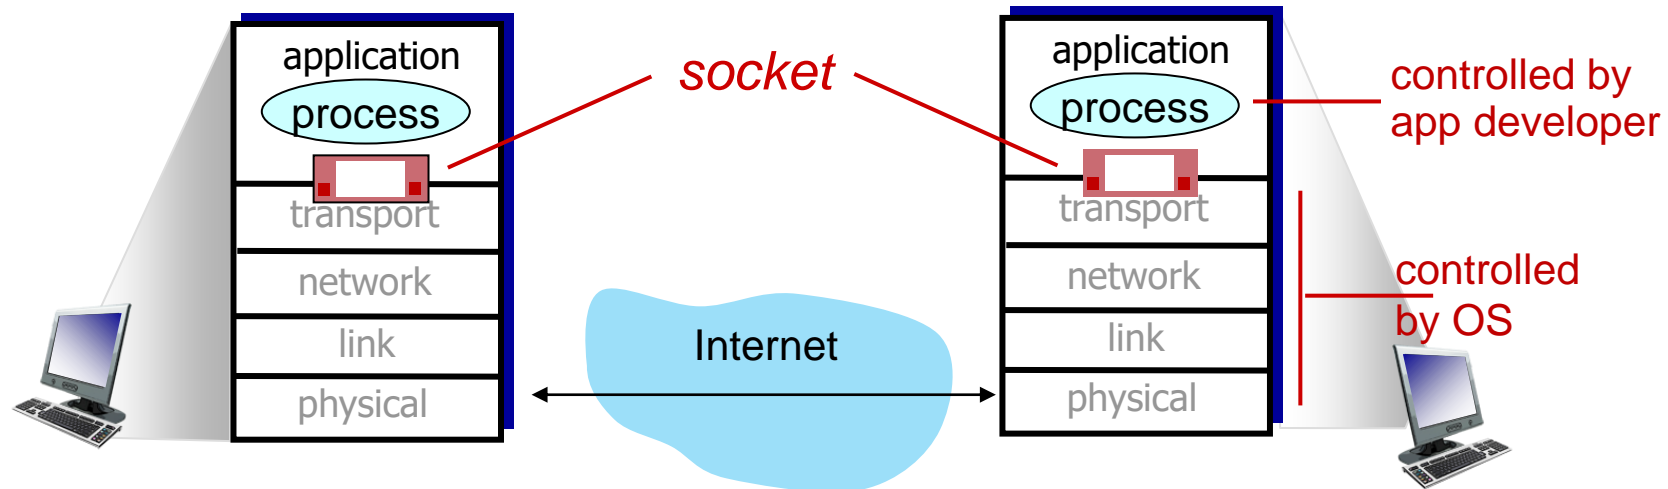 application
process
transport
network
link
physical
socket
Internet
application
process
transport
network
link
physical
controlled by
app developer
controlled
by OS